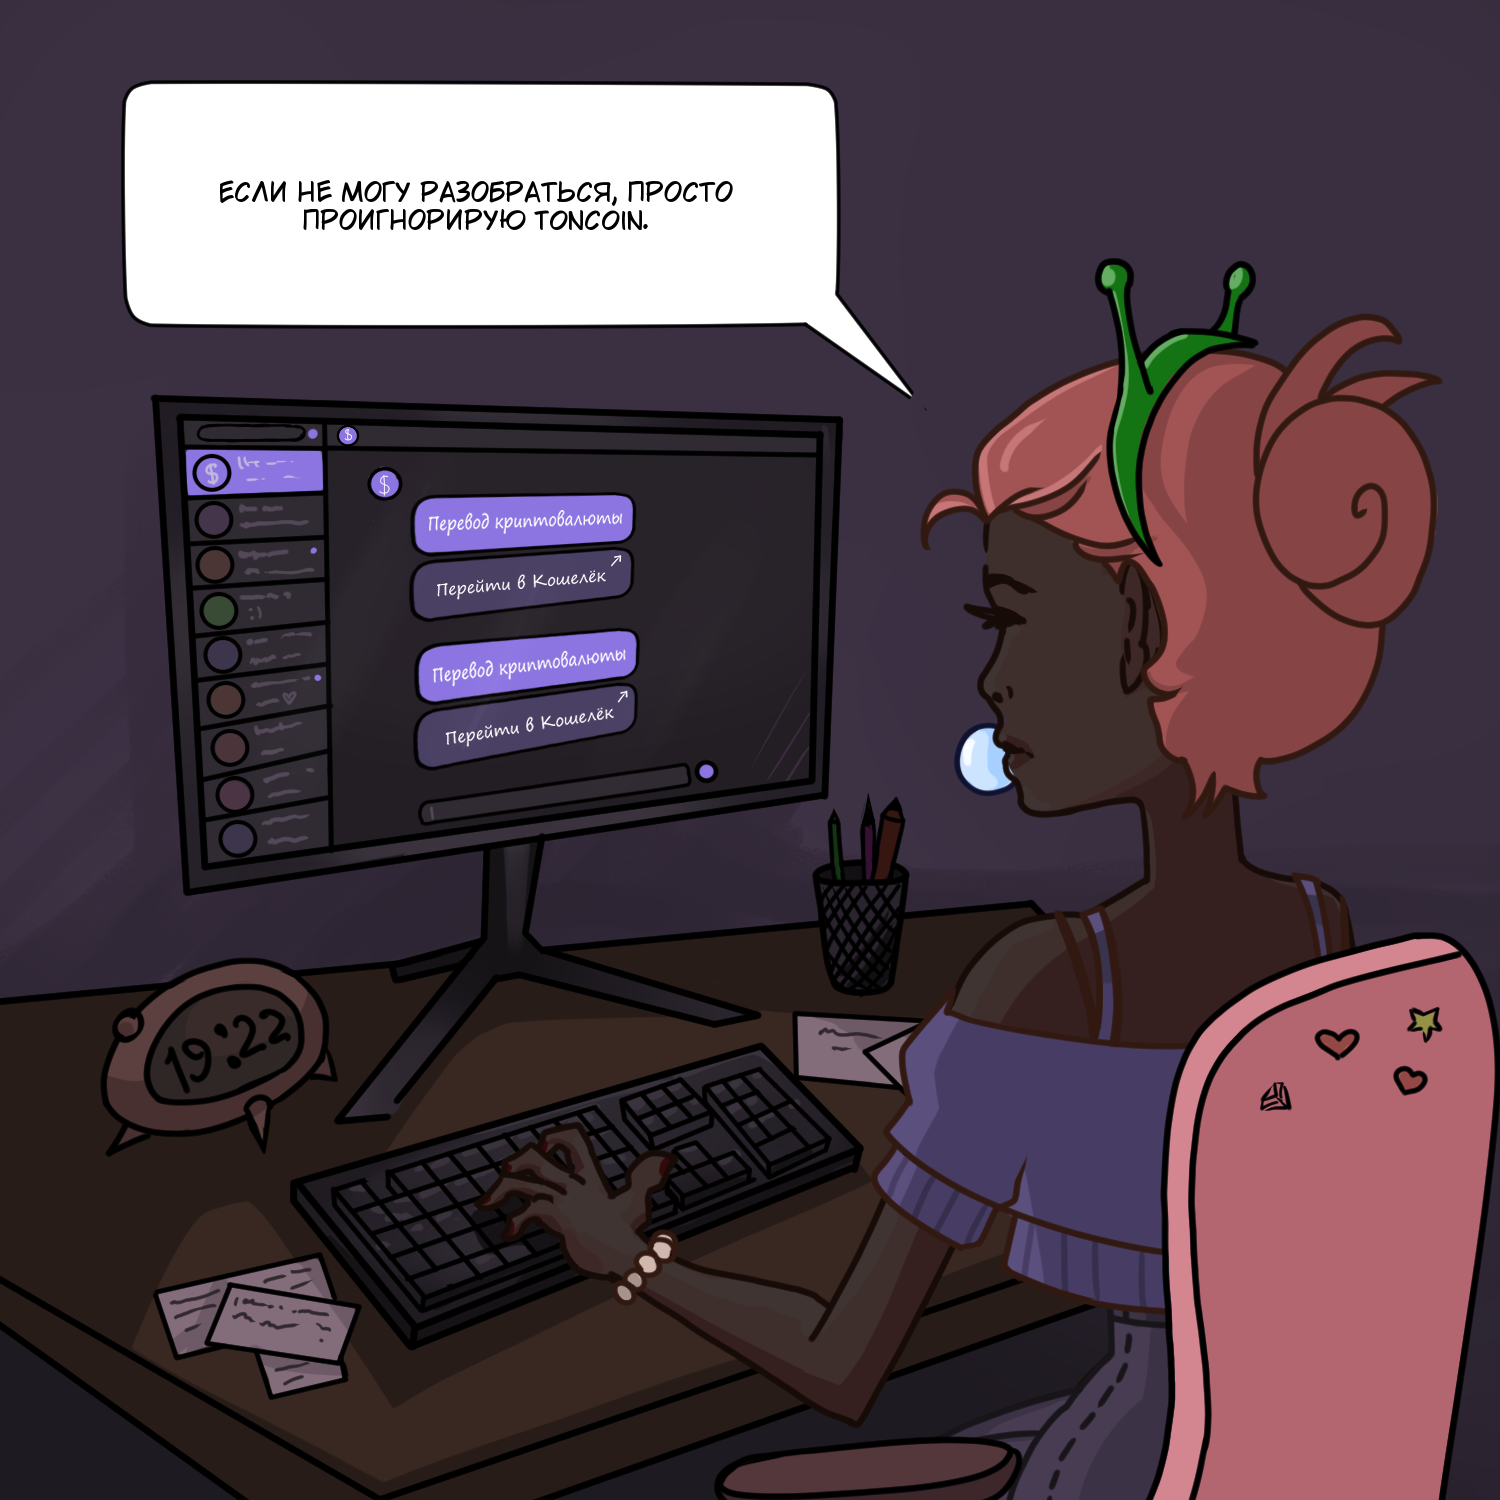 ЕСЛИ НЕ МОГУ РАЗОБРАТЬСЯ, ПРОСТО
ПРОИГНОРИРУЮ TONCOIN.
$
$
$
Перевод криптовалюты
Перейти в Кошелёк
Перевод криптовалюты
Перейти в Кошелёк
:)
19:22